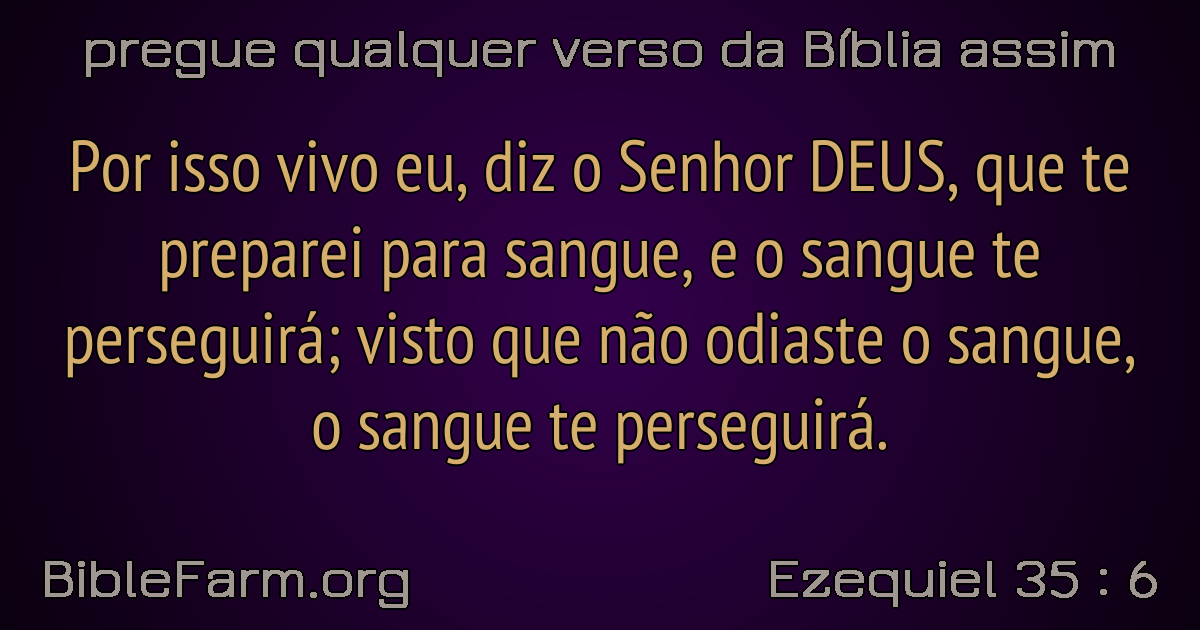 pregue qualquer verso da Bíblia assim
Por isso vivo eu, diz o Senhor DEUS, que te
preparei para sangue, e o sangue te
perseguirá; visto que não odiaste o sangue,
o sangue te perseguirá.
BibleFarm.org
Ezequiel 35 : 6